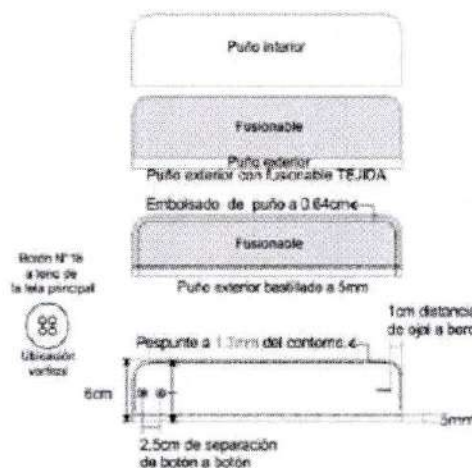 Puño interior
Fusionable
Puño exterior
Puño exterior con fusionable TEJIDA
Embolsado de puño a 0.64cm
Fusionable
Puño exterior bastillado a 5mm
Botón N° 18
a tono de
la tela principal
Ubicación
vertical
1cm distancia
de ojal a bord
Pespunte a 1.3mm del contorno.
6cm
5mm
2.5cm de separación
de botón a botón